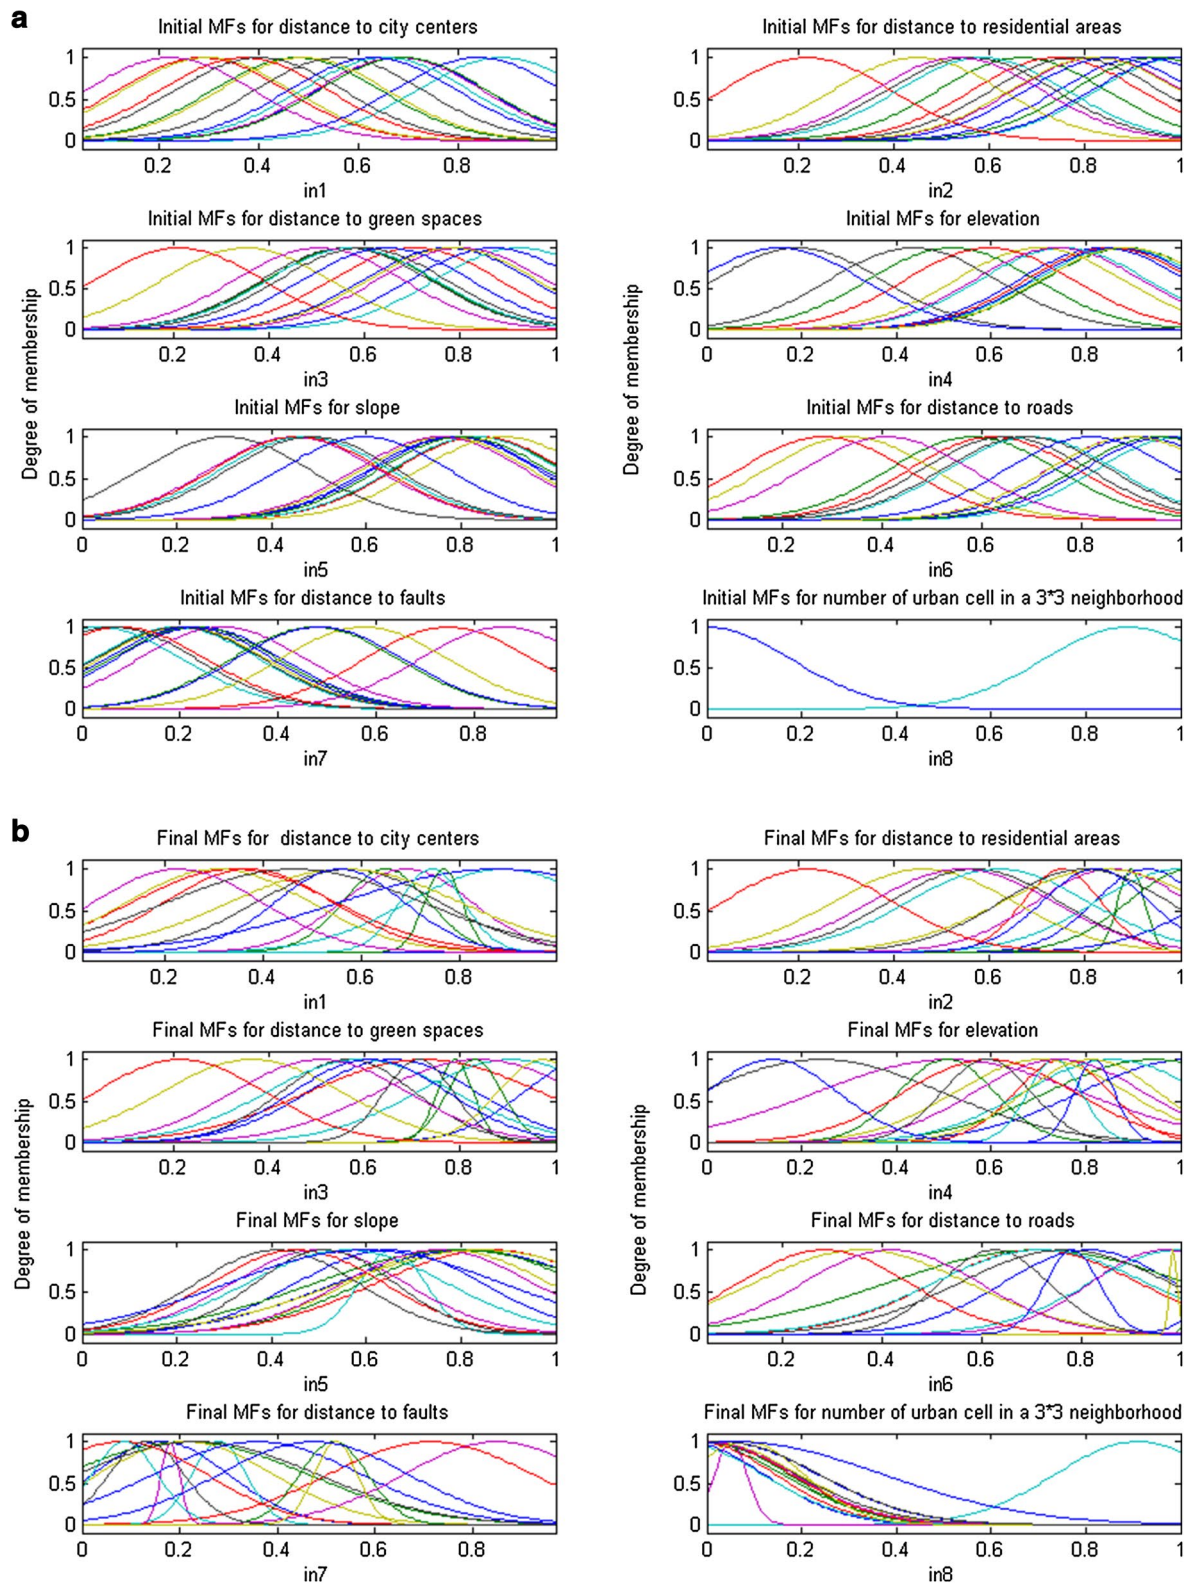 a
Initial MFs for distance to city centers
1
0.5
0
0.2 0.4 0.6 0.8
in1
Initial MFs for distance to residential areas
1
0.5
0
0.2 0.4 0.6 0.8 1
in2
Initial MFs for distance to green spaces
1
0.5
0
0.2 0.4 0.6 0.8 1
in3
Initial MFs for elevation
1
0.5
0
0 0.2 0.4 0.6 0.8 1
in4
Degree of membership
Degree of membership
Initial MFs for slope
1
0.5
0
0 0.2 0.4 0.6 0.8 1
in5
Initial MFs for distance to roads
1
0.5
0
0.2 0.4 0.6 0.8 1
in6
Initial MFs for distance to faults
1
0.5
0
0 0.2 0.4 0.6 0.8
in7
Initial MFs for number of urban cell in a 3*3 neighborhood
1
0.5
0
0 0.2 0.4 0.6 0.8 1
in8
b
Final MFs for distance to city centers
1
0.5
0
0.2 0.4 0.6 0.8
in1
Final MFs for distance to residential areas
1
0.5
0
0.2 0.4 0.6 0.8 1
in2
Final MFs for distance to green spaces
1
0.5
0
0.2 0.4 0.6 0.8 1
in3
Final MFs for elevation
1
0.5
0
0 0.2 0.4 0.6 0.8 1
in4
Degree of membership
Degree of membership
Final MFs for slope
1
0.5
0
0 0.2 0.4 0.6 0.8 1
in5
Final MFs for distance to roads
1
0.5
0
0.2 0.4 0.6 0.8 1
in6
Final MFs for distance to faults
1
0.5
0
0 0.2 0.4 0.6 0.8
in7
Final MFs for number of urban cell in a 3*3 neighborhood
1
0.5
0
0 0.2 0.4 0.6 0.8 1
in8